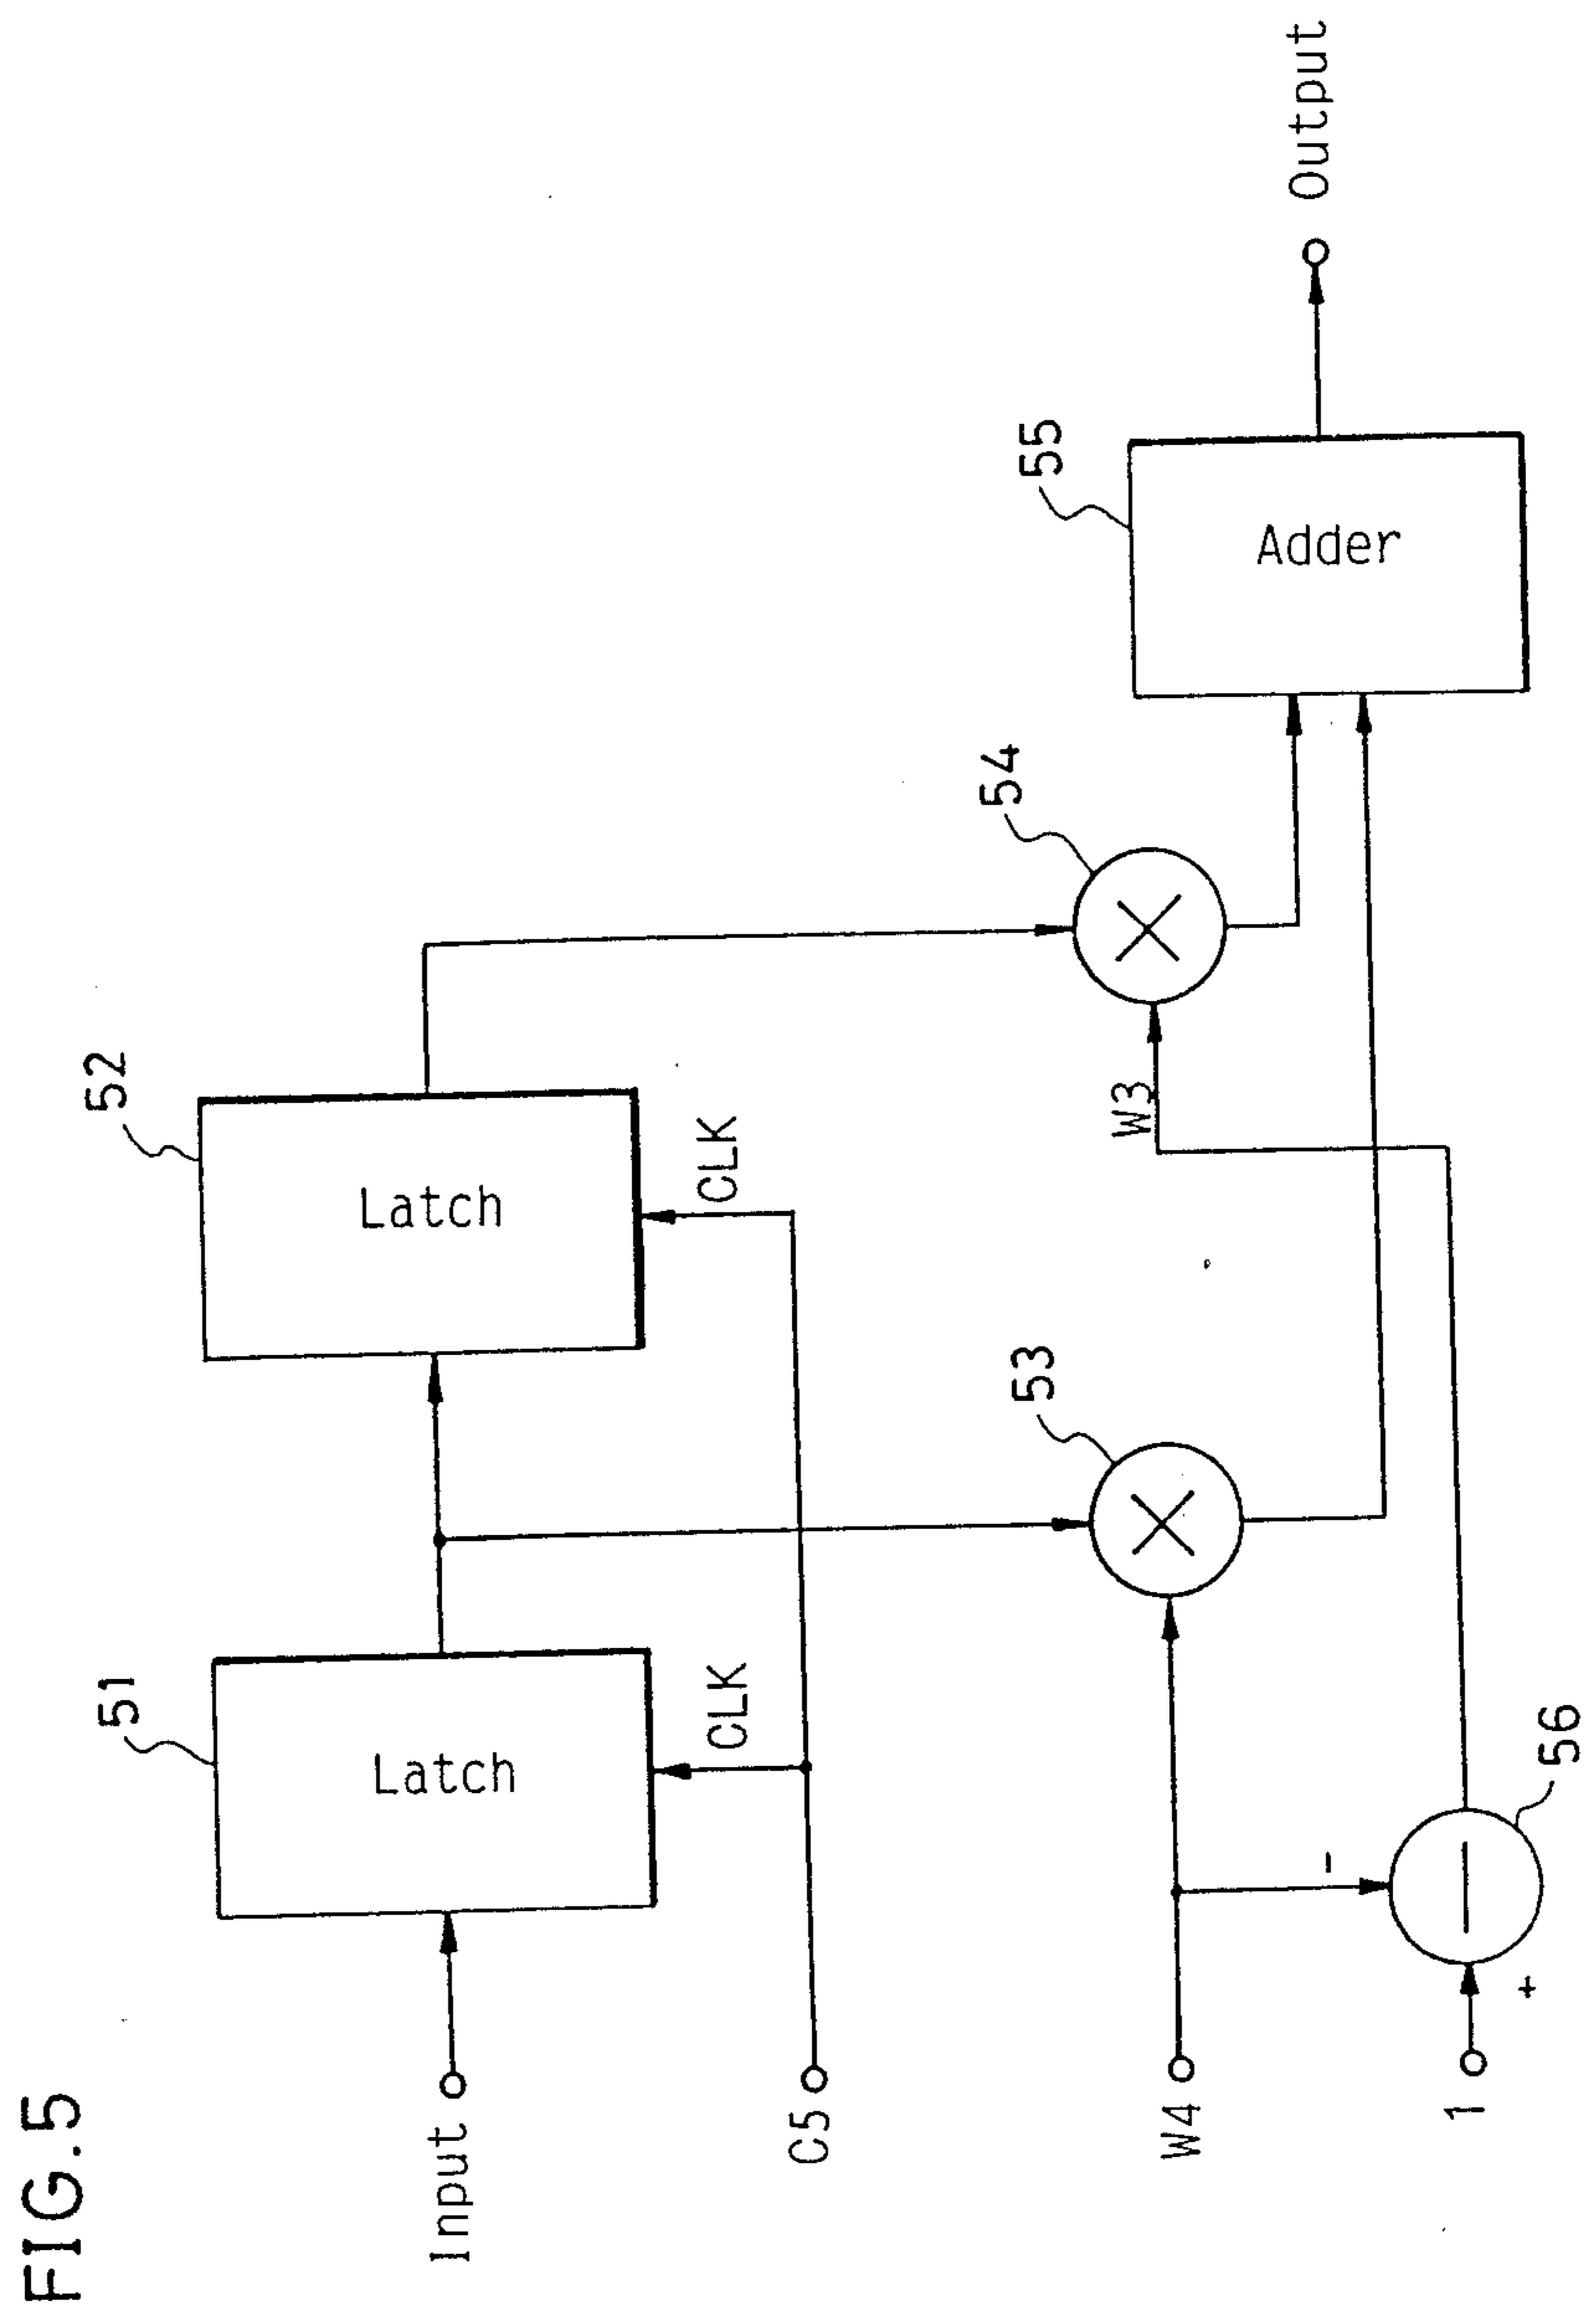 FIG.5
51
52
Latch
Latch
Input
CLK
CLK
C5
53
54
55
W3
W4
Adder
Output
-
1
+
56